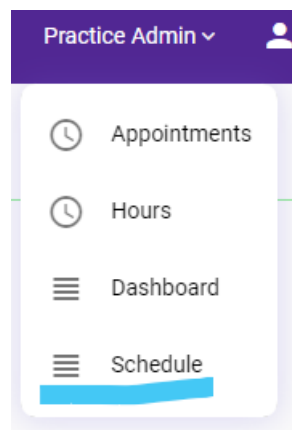 Practice Admin
Appointments
Hours
Dashboard
Schedule